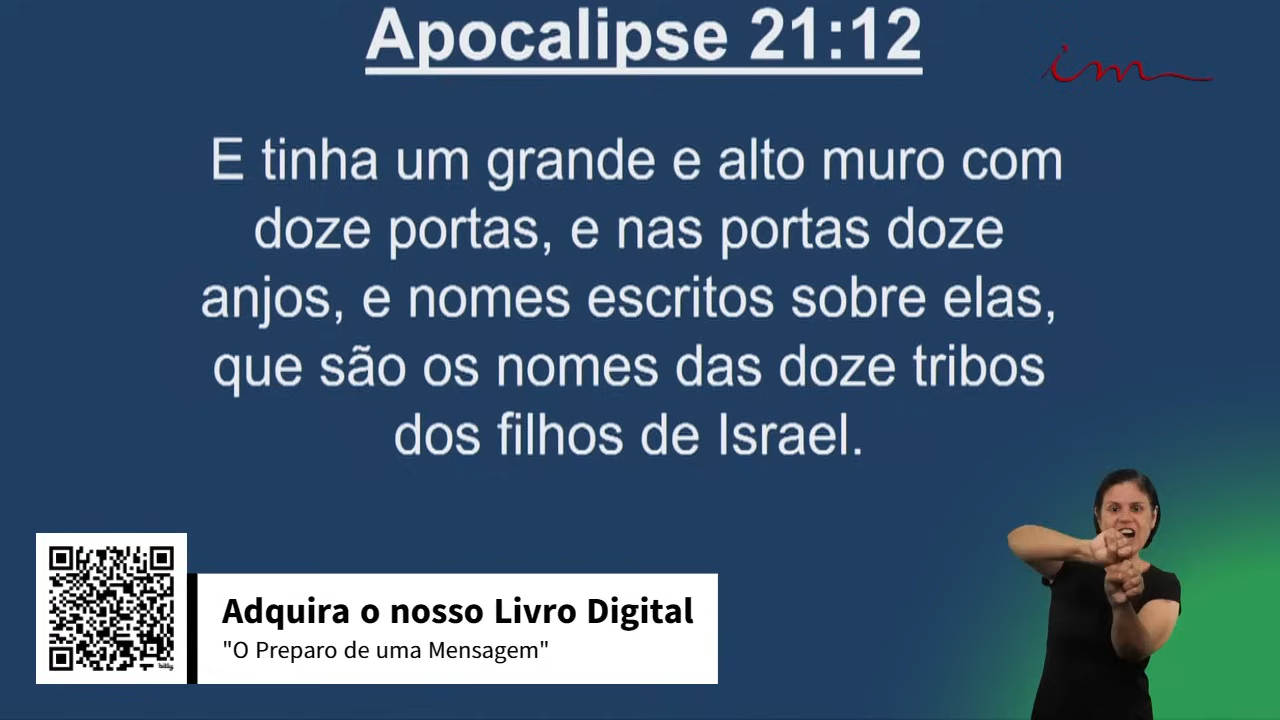 Apocalipse 21:12
im
E tinha um grande e alto muro com
doze portas, e nas portas doze
anjos, e nomes escritos sobre elas,
que são os nomes das doze tribos
dos filhos de Israel.
Adquira o nosso Livro Digital
"O Preparo de uma Mensagem"
bitly